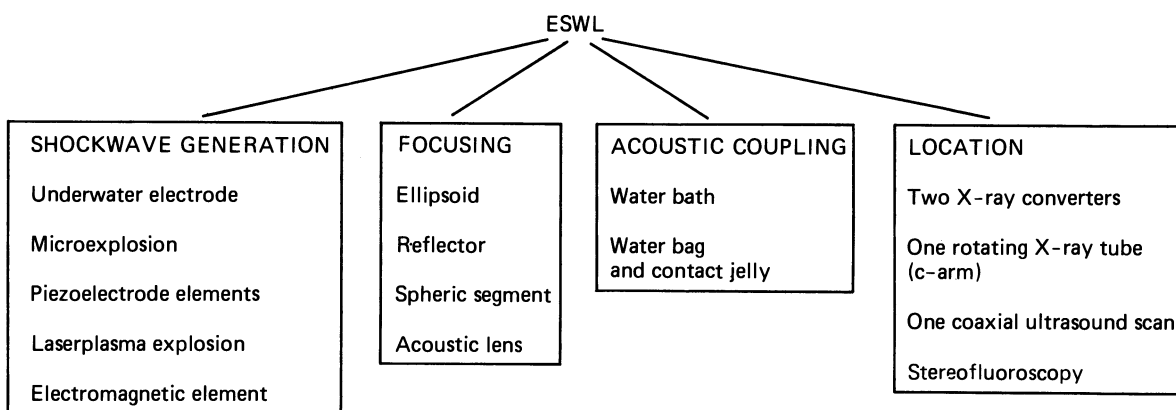 ESWL
SHOCKWAVE GENERATION
Underwater electrode
Microexplosion
Piezoelectrode elements
Laserplasma explosion
Electromagnetic element
FOCUSING
Ellipsoid
Reflector
Spheric segment
Acoustic lens
ACOUSTIC COUPLING
Water bath
Water bag
and contact jelly
LOCATION
Two X-ray converters
One rotating X-ray tube
(c-arm)
One coaxial ultrasound scan
Stereofluoroscopy